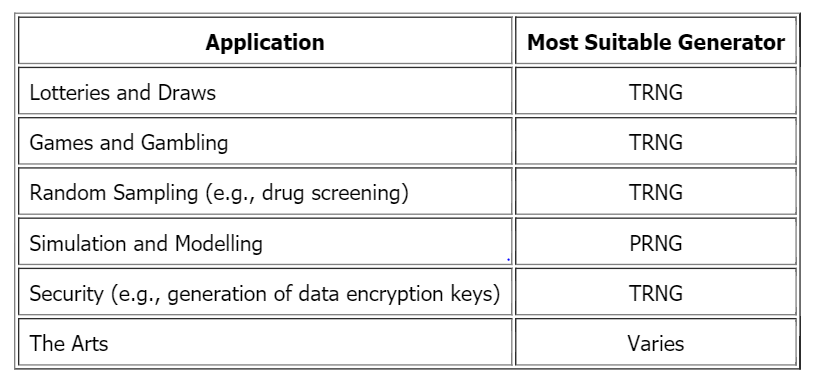 Application Most Suitable Generator
Lotteries and Draws TRNG
Games and Gambling TRNG
Random Sampling (e.g., drug screening) TRNG
Simulation and Modelling PRNG
Security (e.g., generation of data encryption keys) TRNG
The Arts Varies